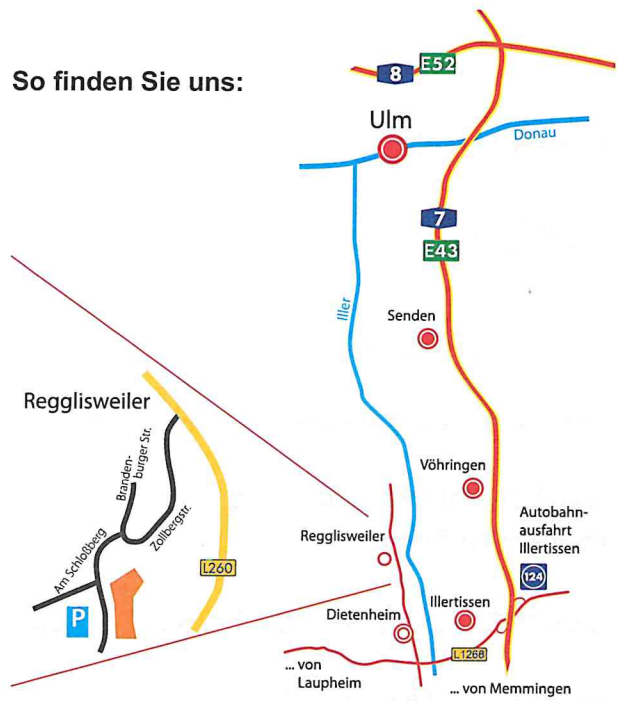 So finden Sie uns:
8
E52
Ulm
Donau
7
E43
Iller
Senden
Regglisweiler
Branden-
burger Str.
Zollbergstr.
Am Schloßberg
L260
P
Vöhringen
Autobahn-
ausfahrt
Illertissen
124
Regglisweiler
Dietenheim
Illertissen
L1268
... von
Laupheim
... von Memmingen